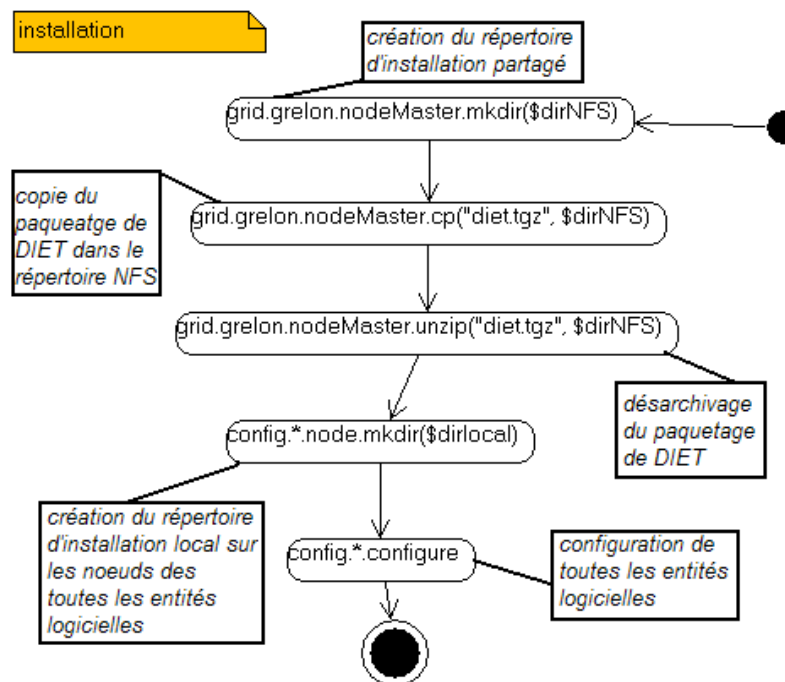 installation
création du répertoire
d'installation partagé
grid.grelon.nodeMaster.mkdir($dirNFS)
copie du
paqueatge de
DIET dans le
répertoire NFS
grid.grelon.nodeMaster.cp("diet.tgz", $dirNFS)
grid.grelon.nodeMaster.unzip("diet.tgz", $dirNFS)
désarchivage
du paquetage
de DIET
config.*.node.mkdir($dirlocal)
création du répertoire
d'installation local sur
les noeuds des
toutes les entités
logicielles
config.*.configure
configuration de
toutes les entités
logicielles